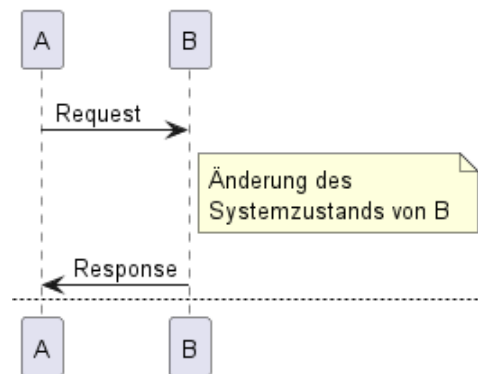 A B
Request
Änderung des
Systemzustands von B
Response
A B